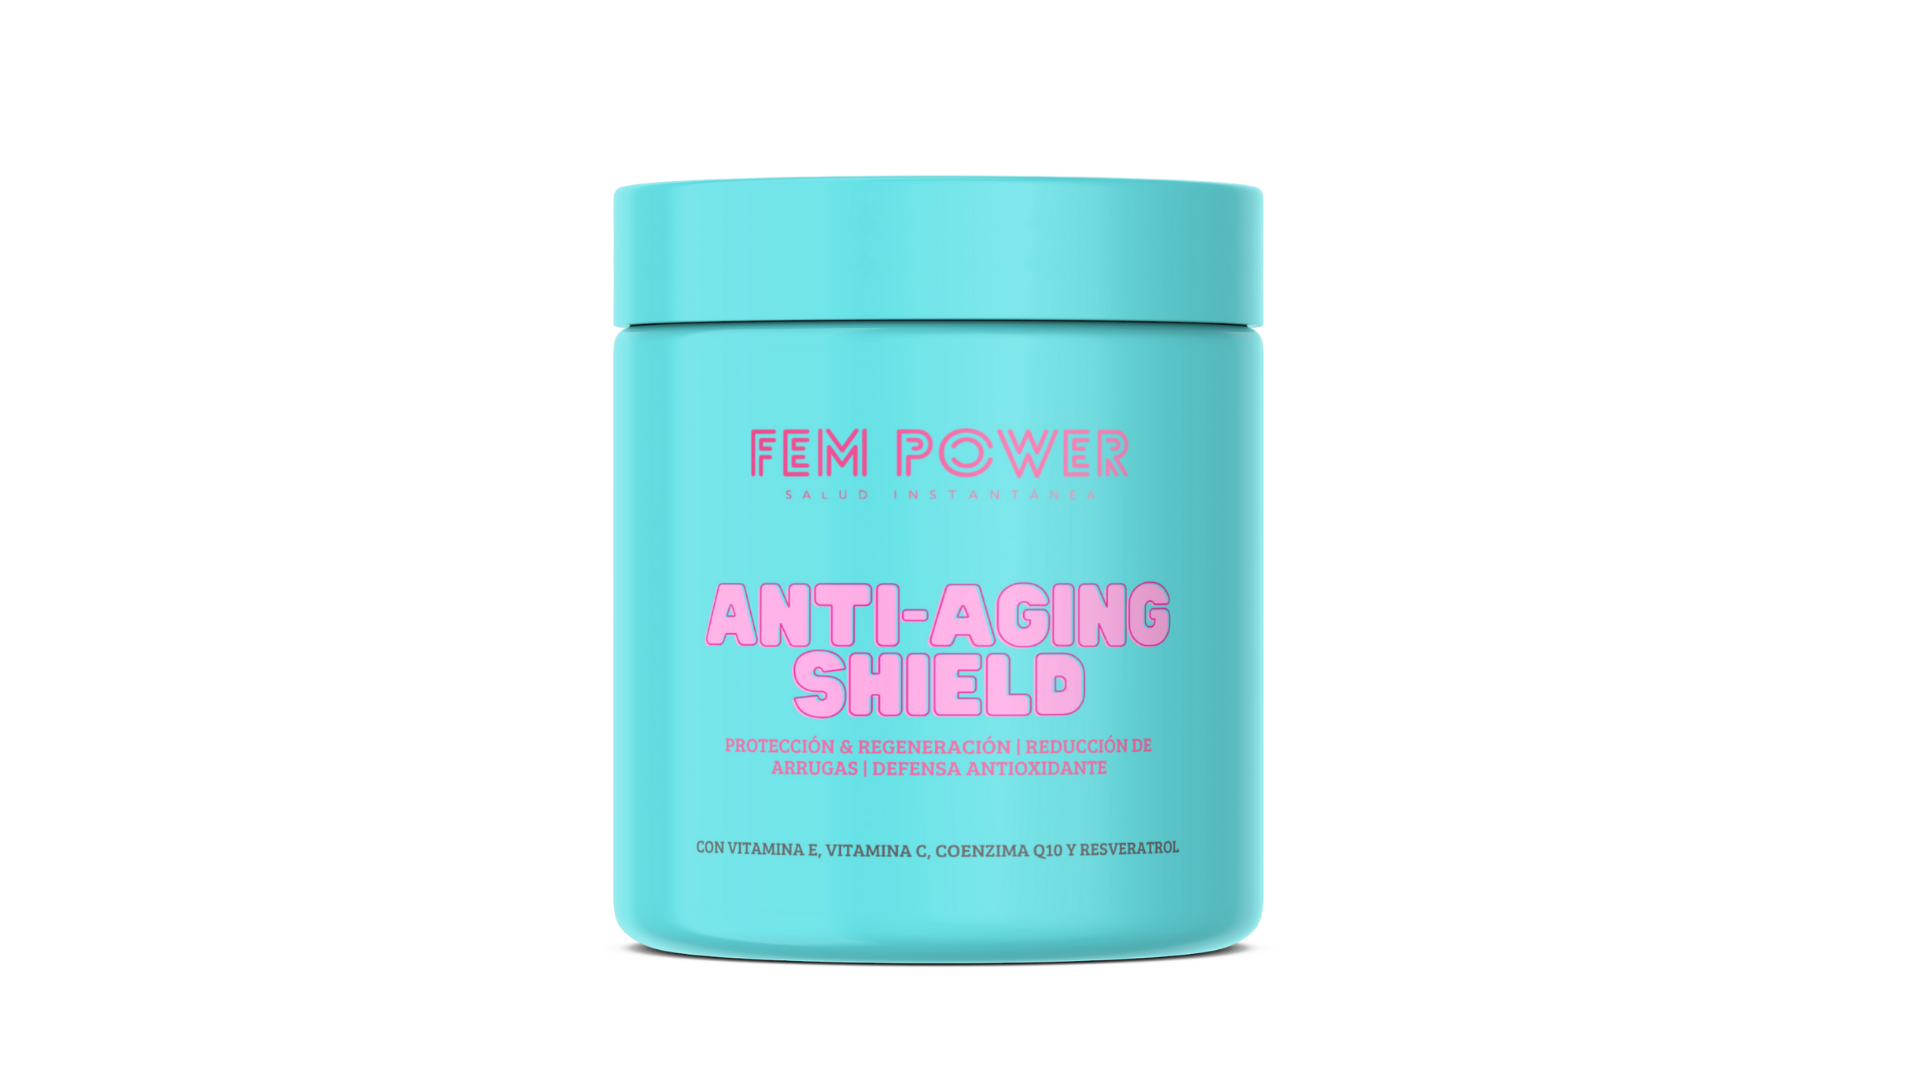 FEM POWER
SALUD INSTANTÁNEA
ANTI-AGING
SHIELD
PROTECCIÓN & REGENERACIÓN | REDUCCIÓN DE
ARRUGAS | DEFENSA ANTIOXIDANTE
CON VITAMINA E, VITAMINA C, COENZIMA Q10 Y RESVERATROL